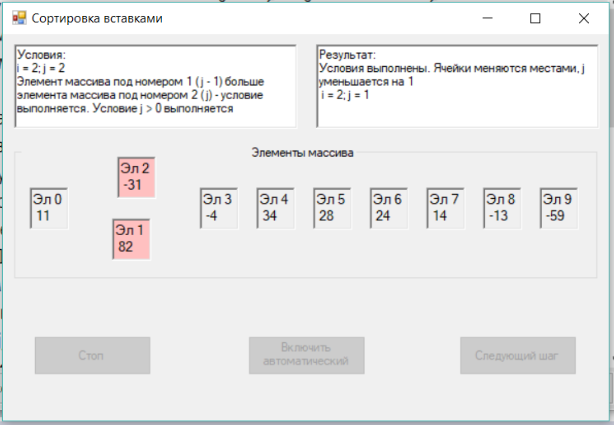 Сортировка вставками
Условия:
i = 2; j = 2
Элемент массива под номером 1 ( j - 1) больше
элемента массива под номером 2 ( j) - условие
выполняется. Условие j > 0 выполняется
Результат:
Условия выполнены. Ячейки меняются местами, j
уменьшается на 1
i = 2; j = 1
Элементы массива
Эл 0
11
Эл 2
-31
Эл 1
82
Эл 3
-4
Эл 4
34
Эл 5
28
Эл 6
24
Эл 7
14
Эл 8
-13
Эл 9
-59
Стоп
Включить
автоматический
Следующий шаг